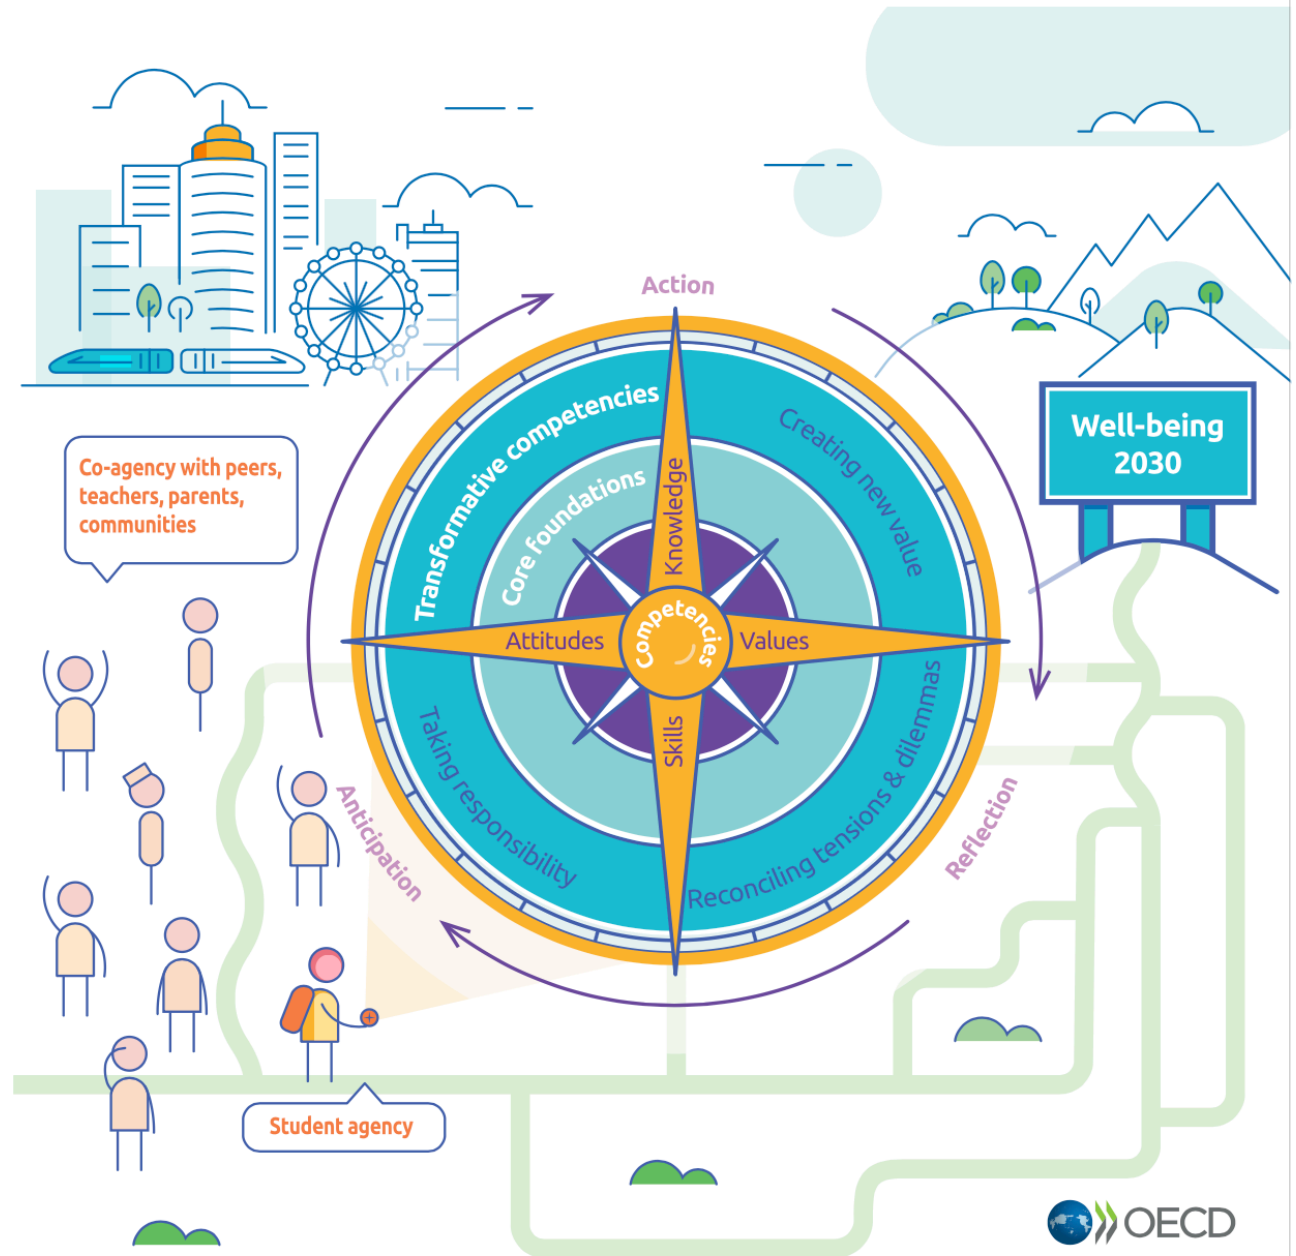 Action
Transformative competencies
Creating new value
Core foundations
Knowledge
Well-being
2030
Co-agency with peers,
teachers, parents,
communities
Attitudes
Competencies
Values
Skills
Taking responsibility
Reconciling tensions & dilemmas
Anticipation
Reflection
Student agency
OECD